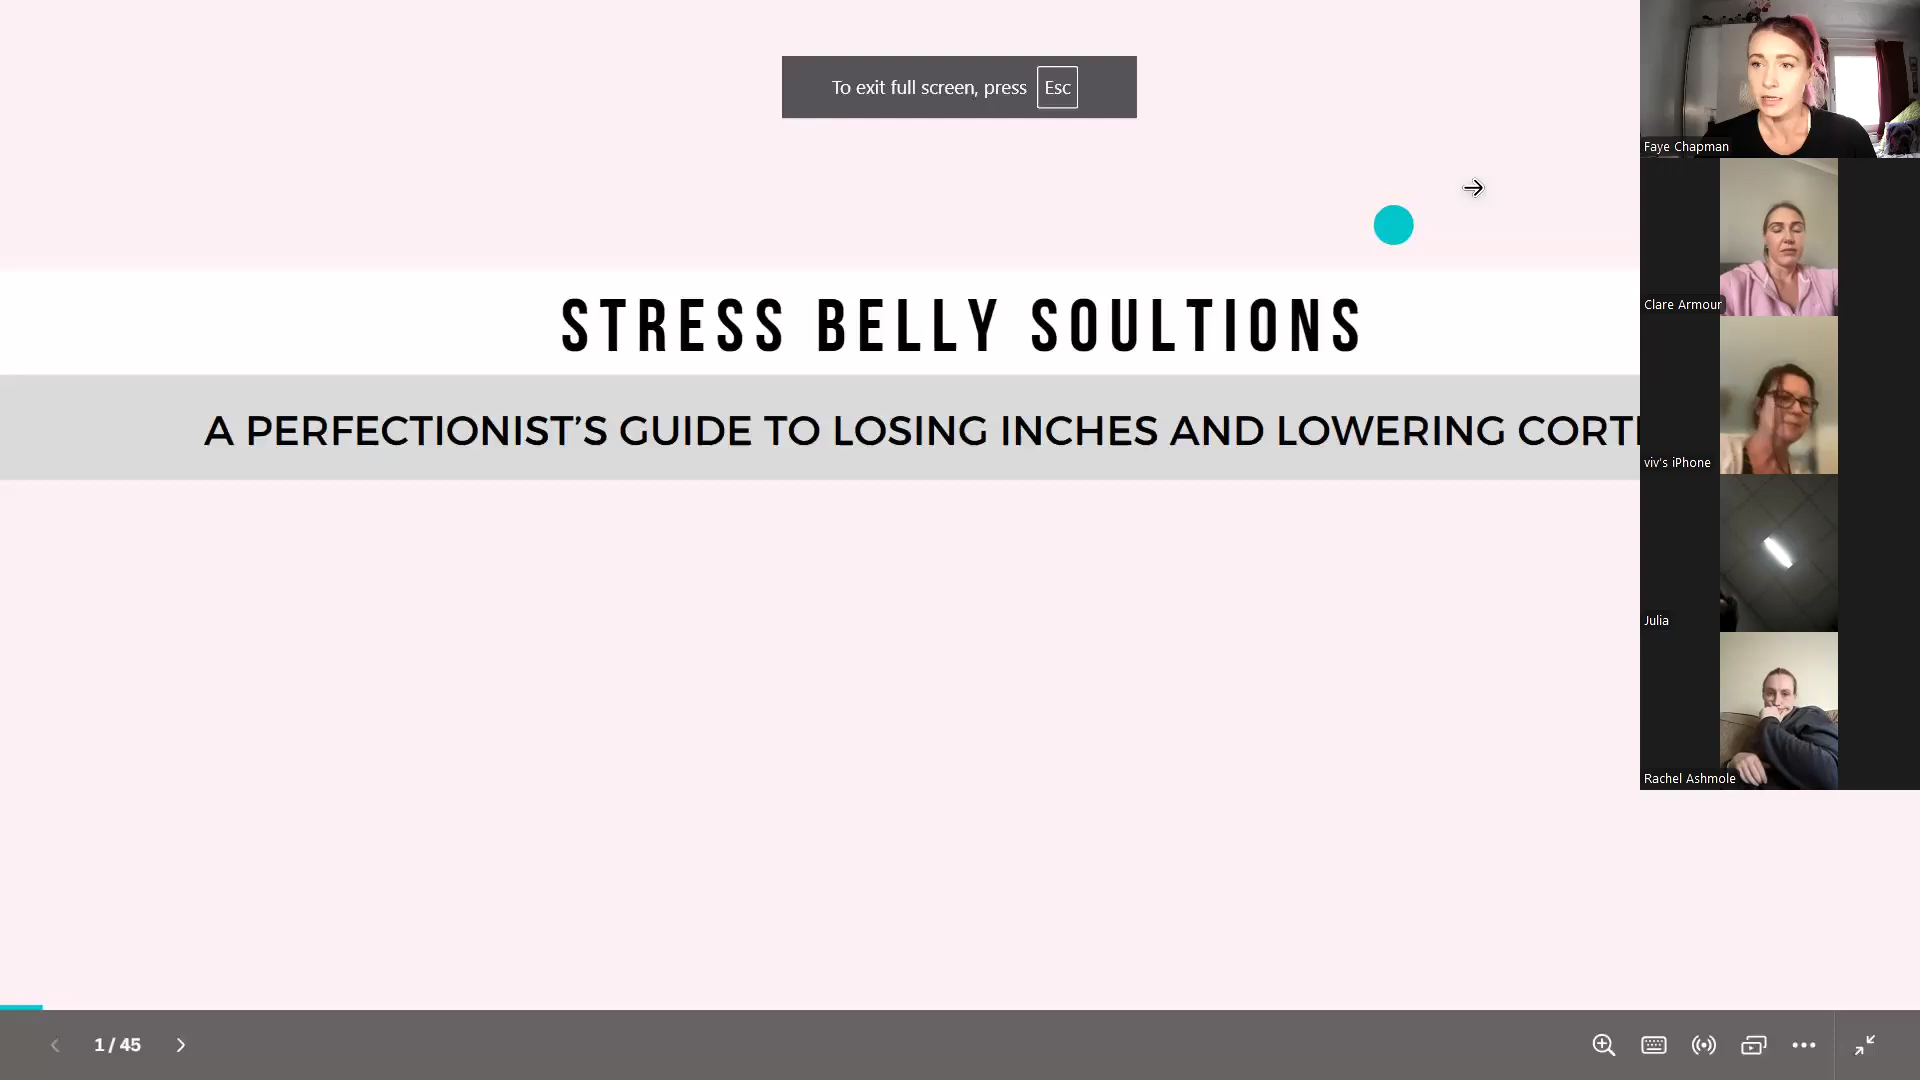 To exit full screen, press Esc
Faye Chapman
Clare Armour
STRESS BELLY SOULTIONS
A PERFECTIONIST’S GUIDE TO LOSING INCHES AND LOWERING
viv's iPhone
Julia
Rachel Ashmole
1 / 45